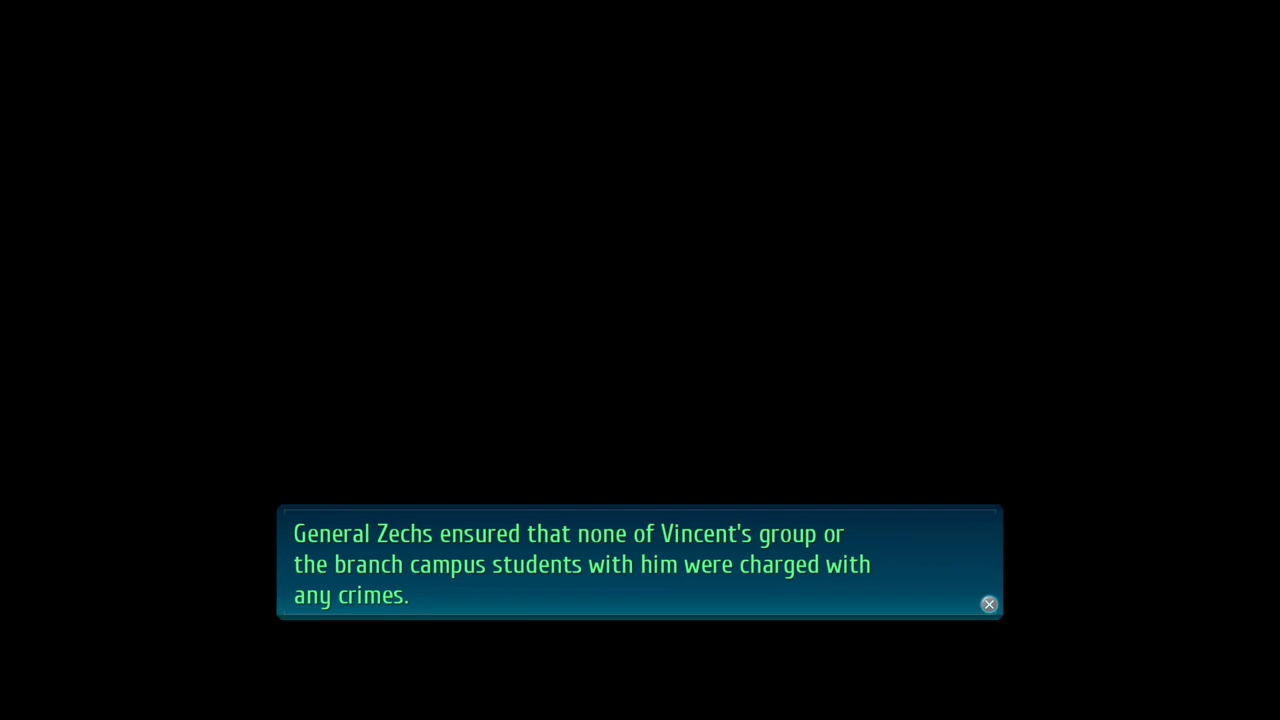 General Zechs ensured that none of Vincent's group or
the branch campus students with him were charged with
any crimes.